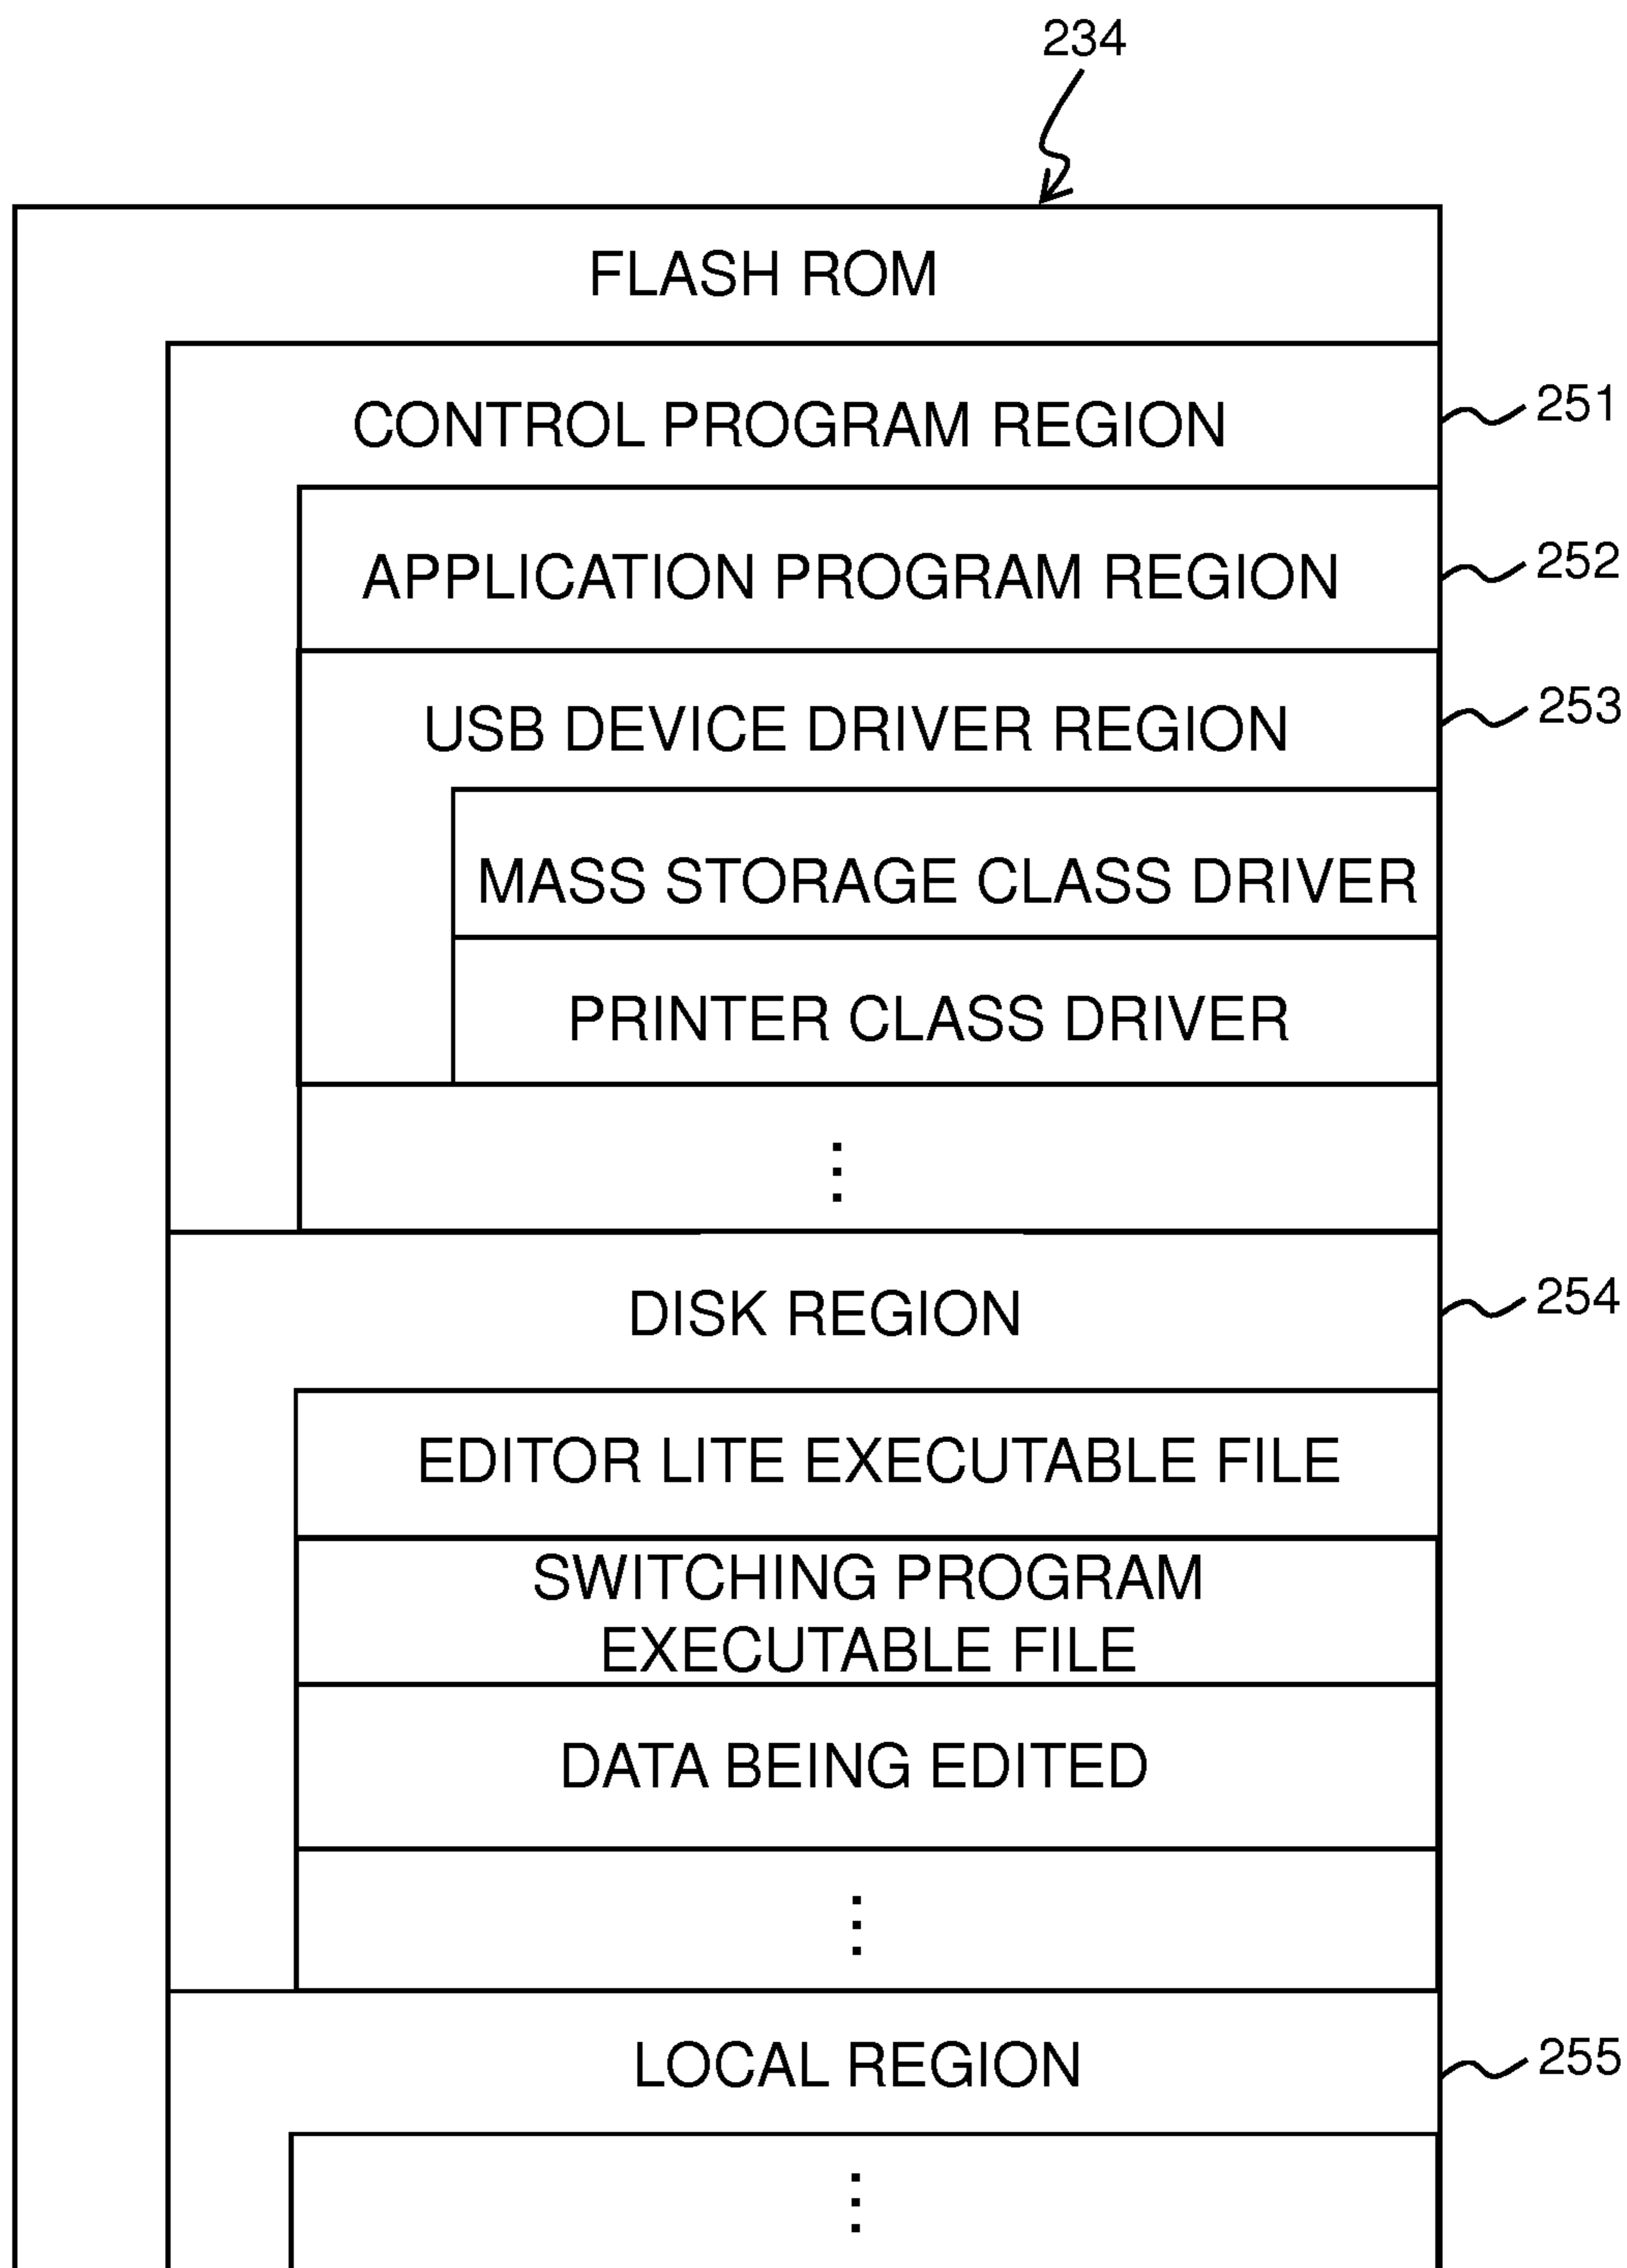 234
FLASH ROM
CONTROL PROGRAM REGION
251
APPLICATION PROGRAM REGION
252
USB DEVICE DRIVER REGION
253
MASS STORAGE CLASS DRIVER
PRINTER CLASS DRIVER
⋮
DISK REGION
254
EDITOR LITE EXECUTABLE FILE
SWITCHING PROGRAM
EXECUTABLE FILE
DATA BEING EDITED
⋮
LOCAL REGION
255
⋮